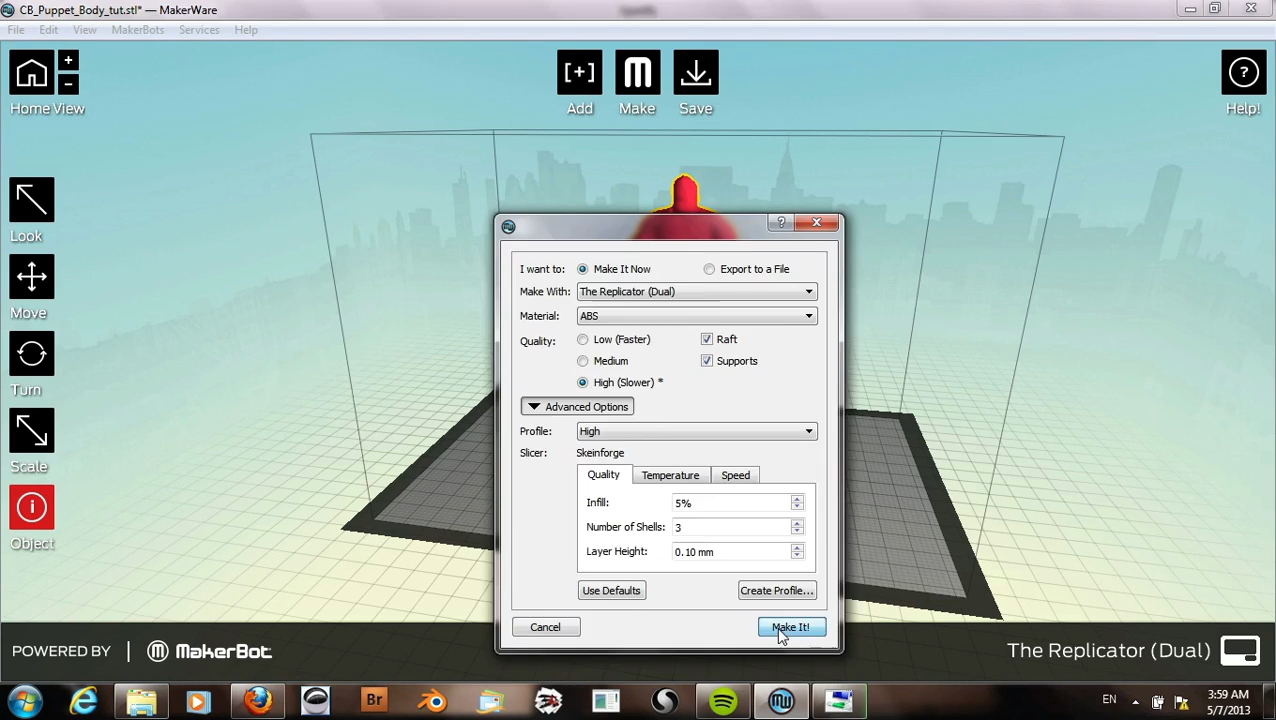 CB_Puppet_Body_tut.stl* — MakerWare
File Edit View MakerBots Services Help
Home View
+
-
[+]
Add
M
Make
Save
?
Help!
Look
Move
Turn
Scale
i
Object
?
I want to: Make It Now Export to a File
Make With: The Replicator (Dual)
Material: ABS
Quality: Low (Faster) Raft
Medium Supports
High (Slower) *
Advanced Options
Profile: High
Slicer: Skeinforge
Quality Temperature Speed
Infill: 5%
Number of Shells: 3
Layer Height: 0.10 mm
Use Defaults Create Profile...
Cancel Make It!
POWERED BY | MakerBot
The Replicator (Dual)
Br
EN
3:59 AM
5/7/2013